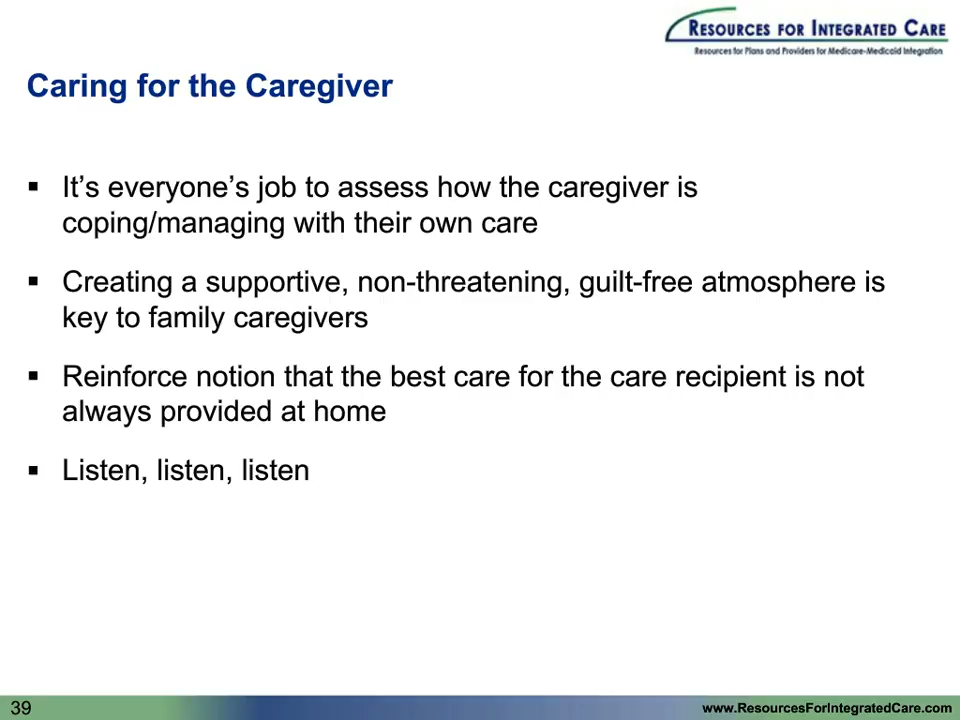 RESOURCES FOR INTEGRATED CARE
Resources for Plans and Providers for Medicare-Medicaid Integration
Caring for the Caregiver
▪ It’s everyone’s job to assess how the caregiver is
coping/managing with their own care
▪ Creating a supportive, non-threatening, guilt-free atmosphere is
key to family caregivers
▪ Reinforce notion that the best care for the care recipient is not
always provided at home
▪ Listen, listen, listen
39
www.ResourcesForIntegratedCare.com